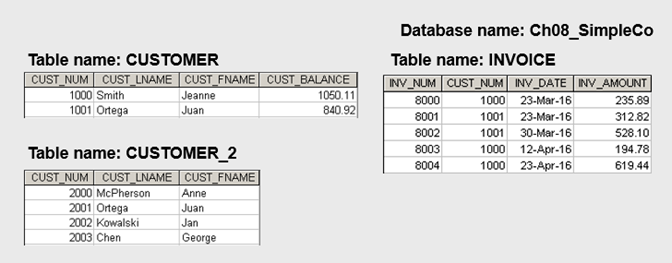 Database name: Ch08_SimpleCo
Table name: CUSTOMER
CUST_NUM CUST_LNAME CUST_FNAME CUST_BALANCE
1000 Smith Jeanne 1050.11
1001 Ortega Juan 840.92
Table name: CUSTOMER_2
CUST_NUM CUST_LNAME CUST_FNAME
2000 McPherson Anne
2001 Ortega Juan
2002 Kowalski Jan
2003 Chen George
Table name: INVOICE
INV_NUM CUST_NUM INV_DATE INV_AMOUNT
8000 1000 23-Mar-16 235.89
8001 1001 23-Mar-16 312.82
8002 1001 30-Mar-16 528.10
8003 1000 12-Apr-16 194.78
8004 1000 23-Apr-16 619.44